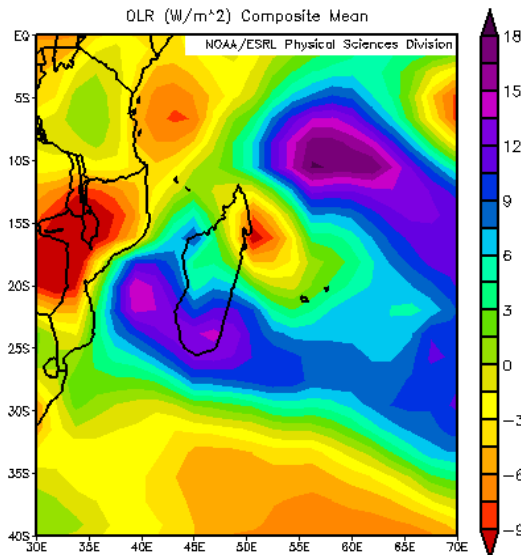 OLR (W/m^2) Composite Mean
NOAA/ESRL Physical Sciences Division
EQ
5S
10S
15S
20S
25S
30S
35S
40S
30E 35E 40E 45E 50E 55E 60E 65E 70E
18
15
12
9
6
3
0
-3
-6
-9